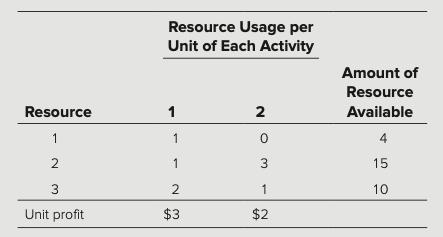 Resource Usage per
Unit of Each Activity
Amount of
Resource
Resource 1 2 Available
1 1 0 4
2 1 3 15
3 2 1 10
Unit profit $3 $2